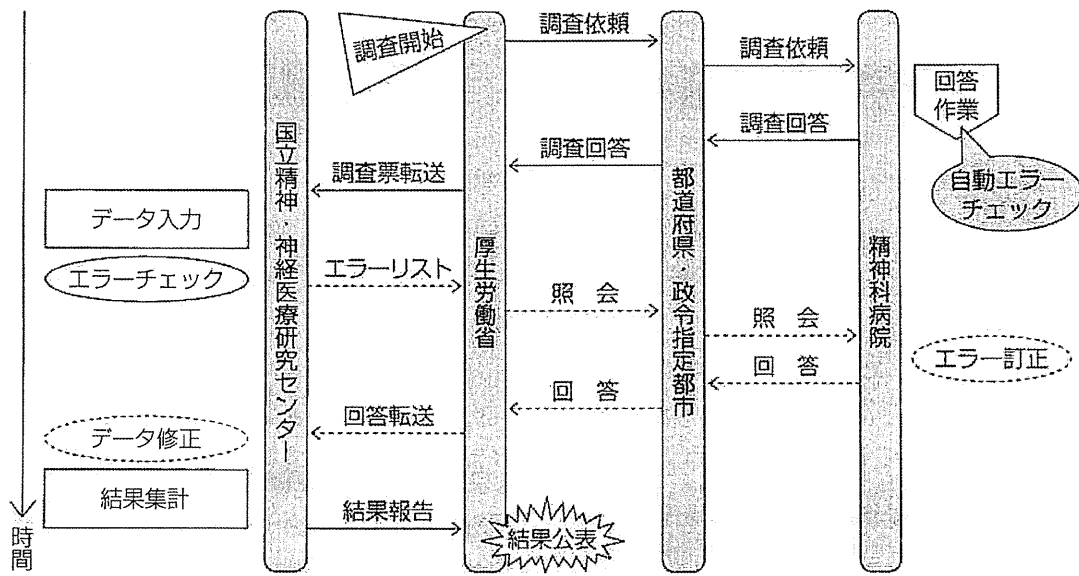 調査開始
調査依頼
調査依頼
回答
作業
調査回答
調査回答
調査票転送
自動エラー
チェック
データ入力
エラーチェック
エラーリスト
照 会
照 会
エラー訂正
回 答
回 答
回答転送
データ修正
結果集計
結果報告
結果公表
国立精神・神経医療研究センター
厚生労働省
都道府県・政令指定都市
精神科病院
時間